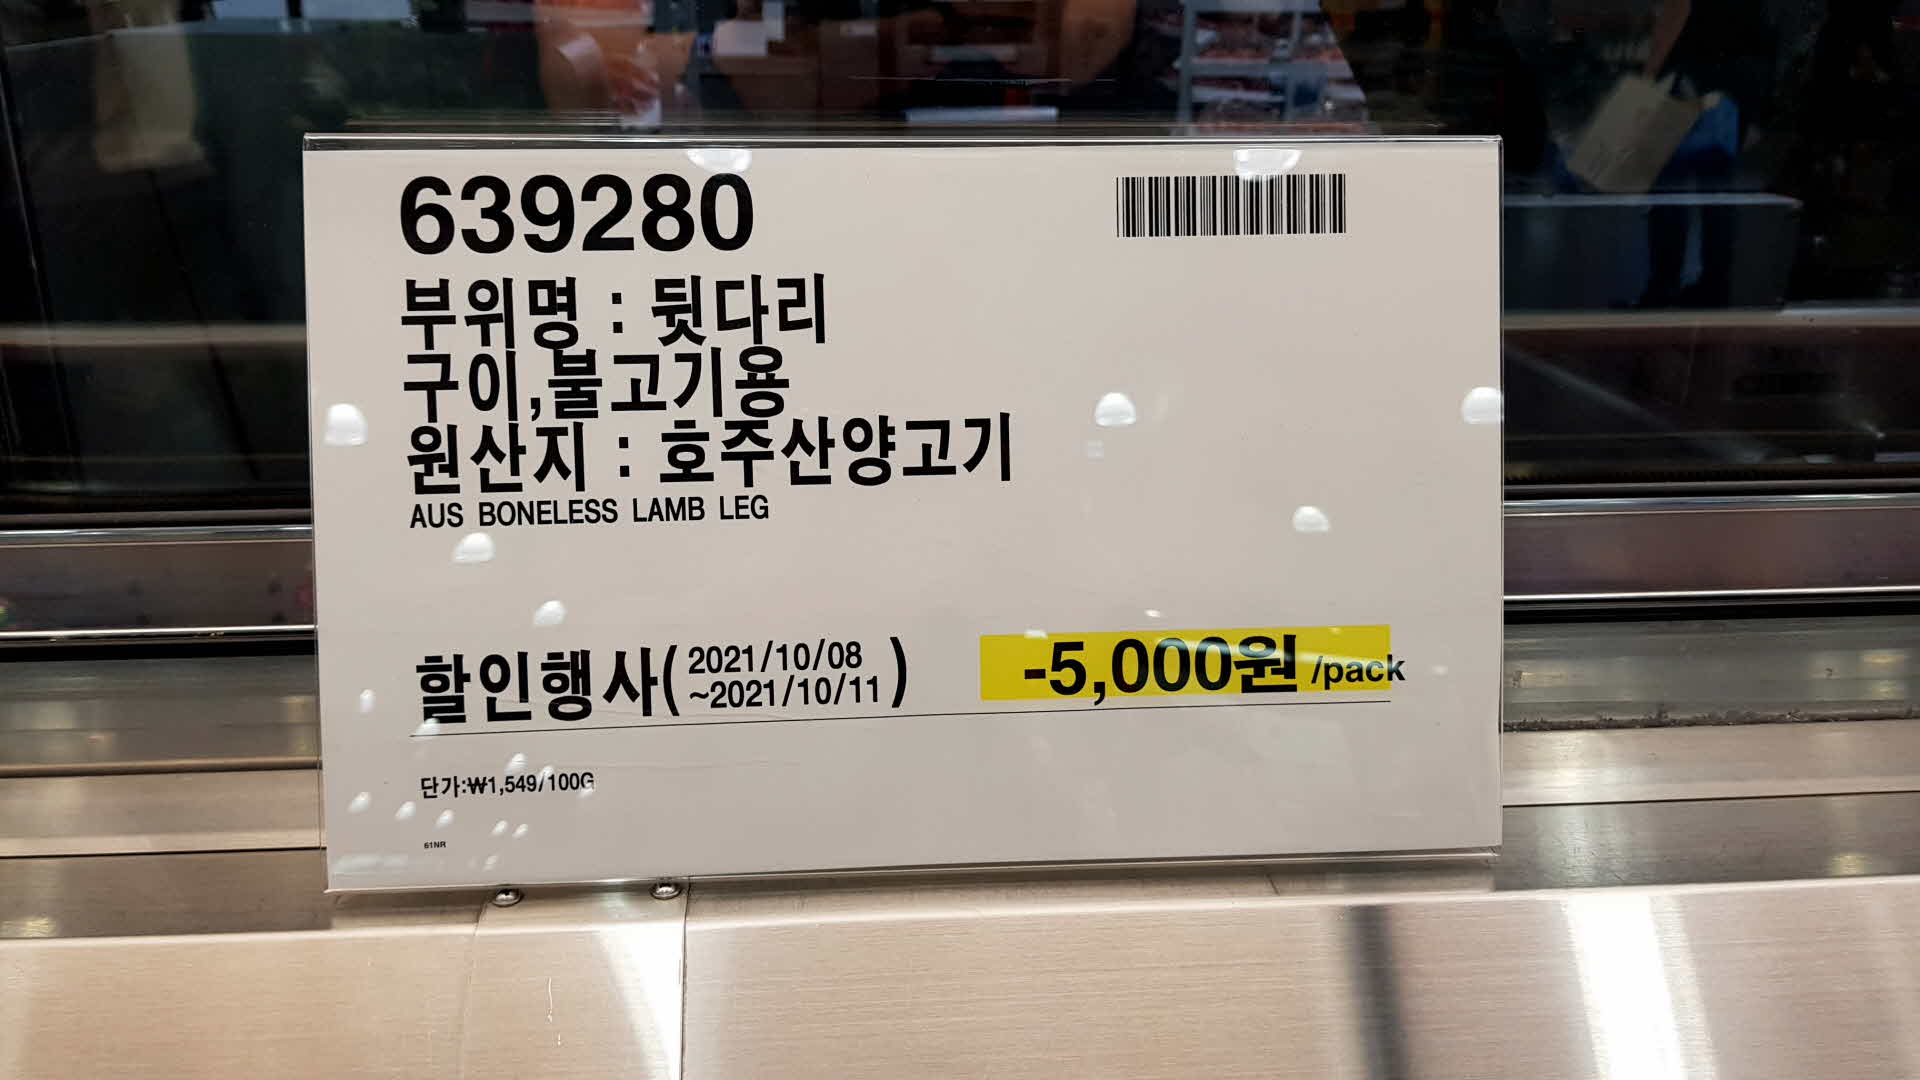 639280
부위명 : 뒷다리
구이,불고기용
원산지 : 호주산양고기
AUS BONELESS LAMB LEG
할인행사(2021/10/08
~2021/10/11)
-5,000원 /pack
단가:₩1,549/100G
61NR